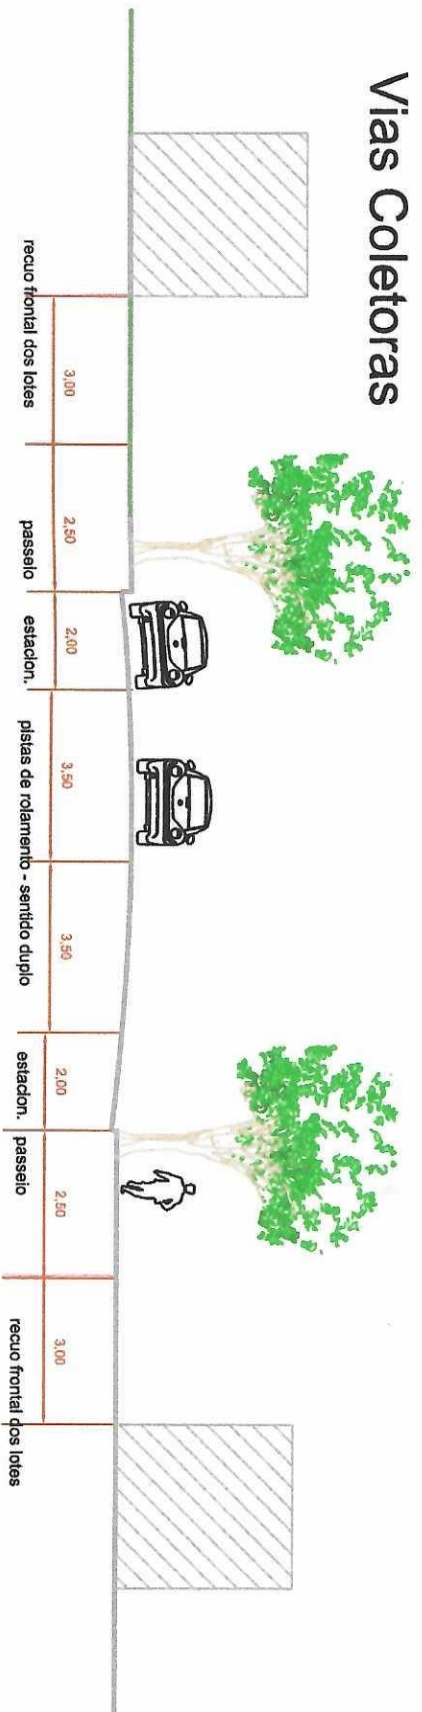 Vias Coletoras
3,00
2,50
2,00
3,50
3,50
2,00
2,50
3,00
recuo frontal dos lotes
passeio
estacion.
pistas de rolamento - sentido duplo
estacion.
passeio
recuo frontal dos lotes